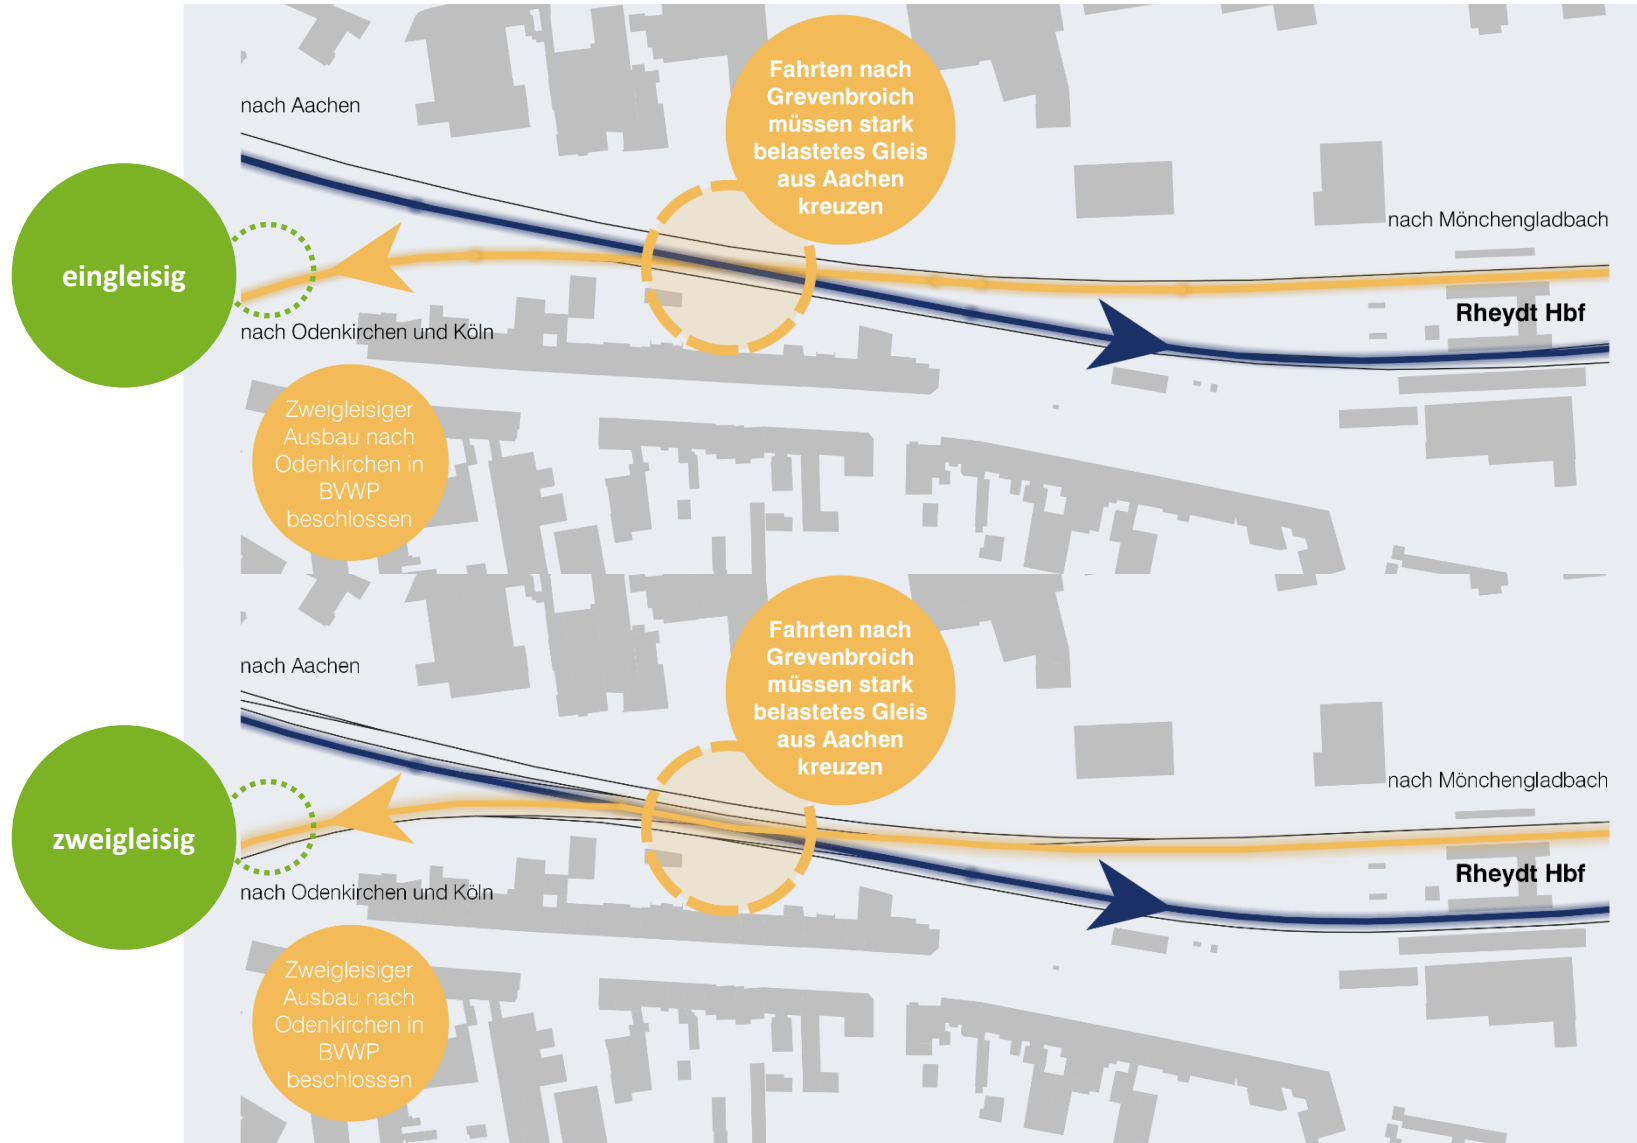 Fahrten nach
Grevenbroich
müssen stark
belastetes Gleis
aus Aachen
kreuzen
nach Aachen
nach Mönchengladbach
eingleisig
Rheydt Hbf
nach Odenkirchen und Köln
Zweigleisiger
Ausbau nach
Odenkirchen in
BVWP
beschlossen
Fahrten nach
Grevenbroich
müssen stark
belastetes Gleis
aus Aachen
kreuzen
nach Aachen
nach Mönchengladbach
zweigleisig
Rheydt Hbf
nach Odenkirchen und Köln
Zweigleisiger
Ausbau nach
Odenkirchen in
BVWP
beschlossen